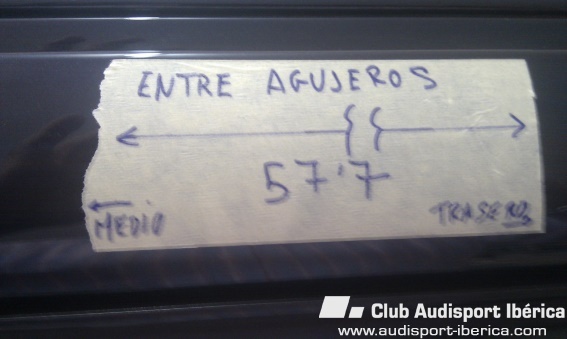 ENTRE AGUJEROS
57'7
MEDIO
TRASERO
Club Audisport Ibérica
www.audisport-iberica.com